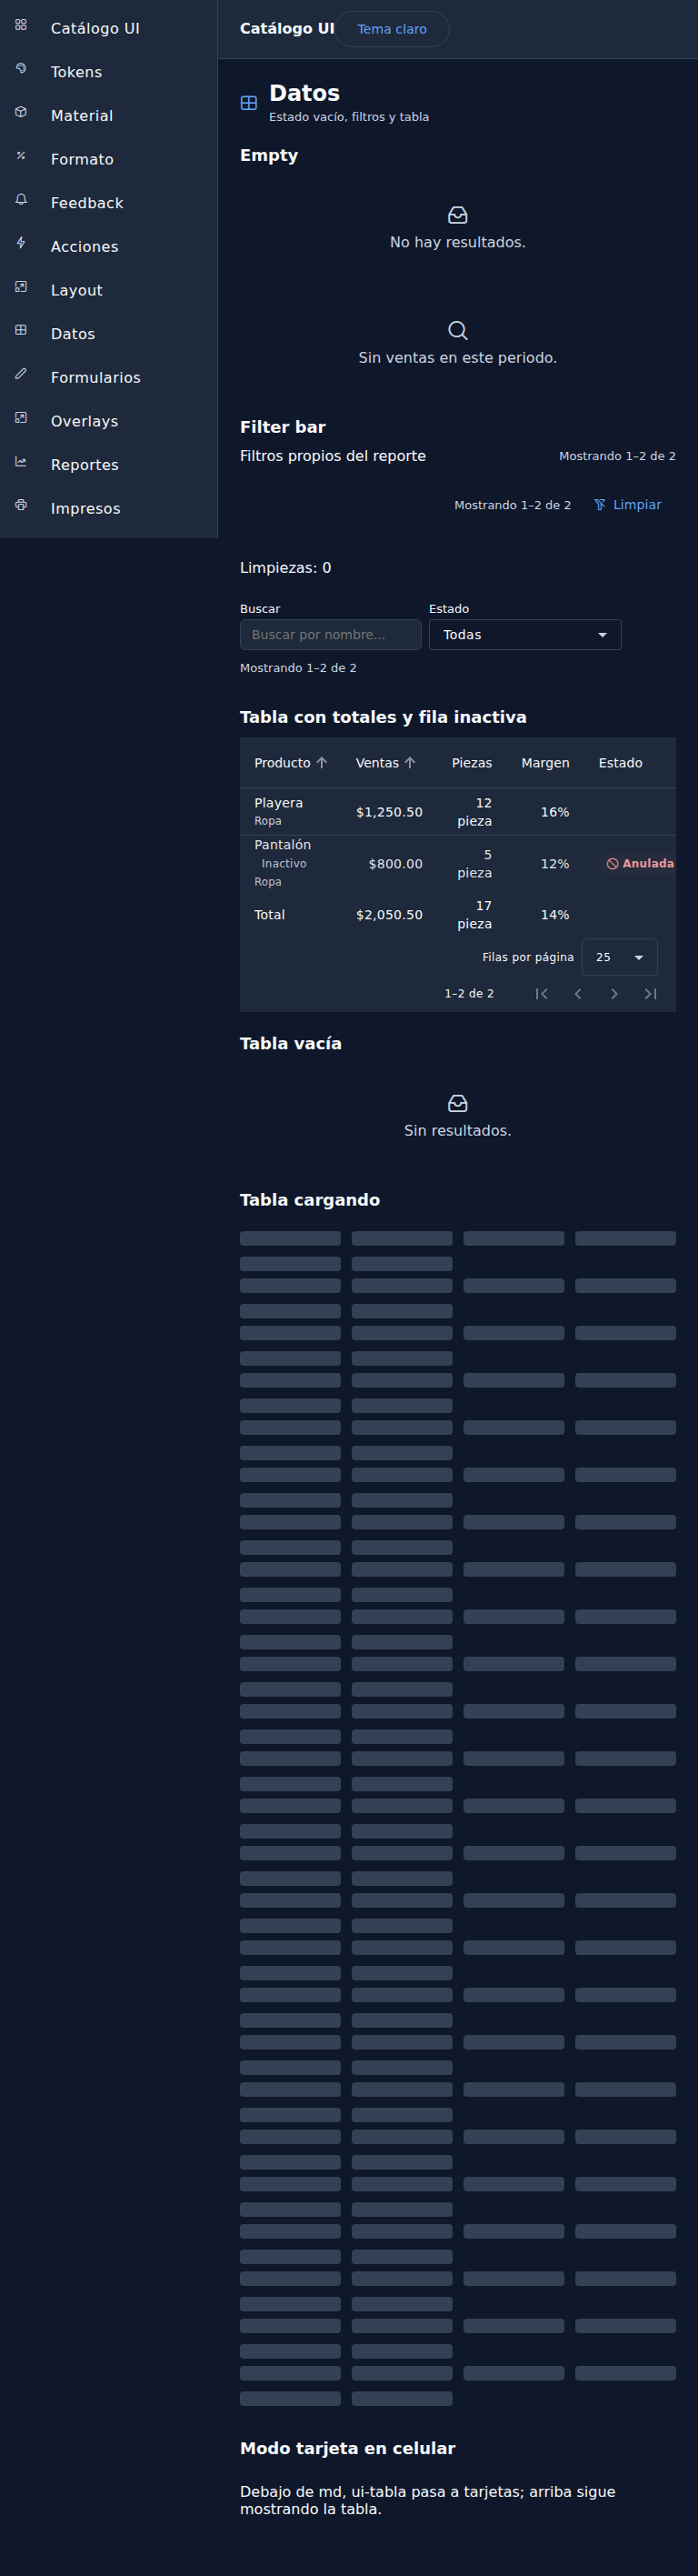 Catálogo UI
Tokens
Material
Formato
Feedback
Acciones
Layout
Datos
Formularios
Overlays
Reportes
Impresos
Catálogo UI
Tema claro
Datos
Estado vacío, filtros y tabla
Empty
No hay resultados.
Sin ventas en este periodo.
Filter bar
Filtros propios del reporte Mostrando 1–2 de 2
Mostrando 1–2 de 2 Limpiar
Limpiezas: 0
Buscar Estado
Buscar por nombre... Todas
Mostrando 1–2 de 2
Tabla con totales y fila inactiva
Producto Ventas Piezas Margen Estado
Playera $1,250.50 12 pieza 16%
Ropa
Pantalón $800.00 5 pieza 12% Anulada
Inactivo
Ropa
Total $2,050.50 17 pieza 14%
Filas por página 25
1–2 de 2
Tabla vacía
Sin resultados.
Tabla cargando
Modo tarjeta en celular
Debajo de md, ui-tabla pasa a tarjetas; arriba sigue
mostrando la tabla.